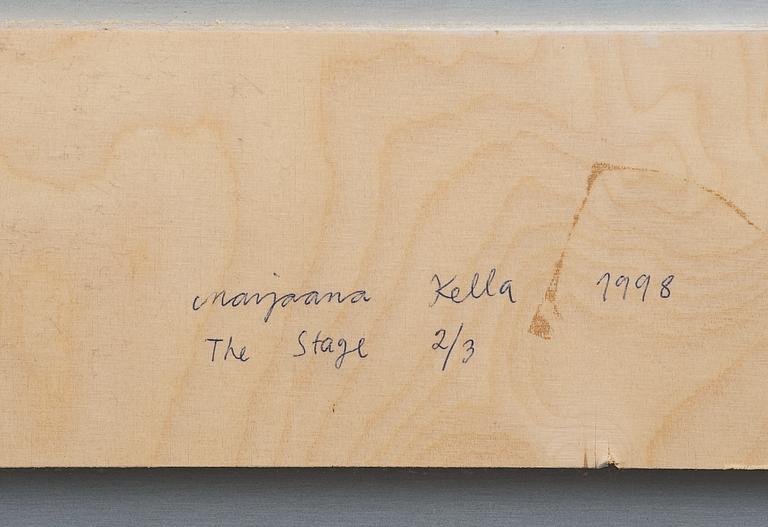 Marjaana Kella 1998
The Stage 2/3